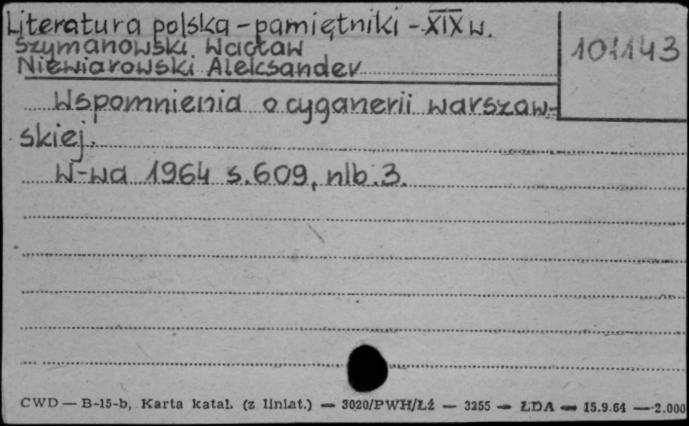 Literatura polska - pamiętniki - XIX w.
Szymanowski Wacław
Niewiarowski Aleksander
101143
Wspomnienia o cyganerii warszaw-
skiej.
W-wa 1964 s. 609, nlb. 3.
CWD — B-15-b, Karta katal. (z liniat.) — 3020/PWH/Łź — 3255 — ŁDA — 15.9.64 — 2.000